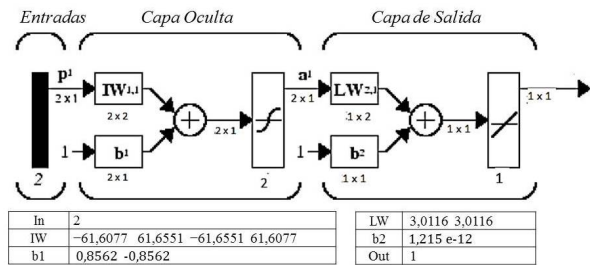 Entradas Capa Oculta Capa de Salida
p1 IW1,1 a1 LW2,1 1 x 1
2 x 1 2 x 2 2 x 1 2 x 1 1 x 2 1 x 1
1 b1 1 b2
2 2 x 1 2 1 x 1 1
In 2
IW −61,6077 61,6551 −61,6551 61,6077
b1 0,8562 -0,8562
LW 3,0116 3,0116
b2 1,215 e-12
Out 1